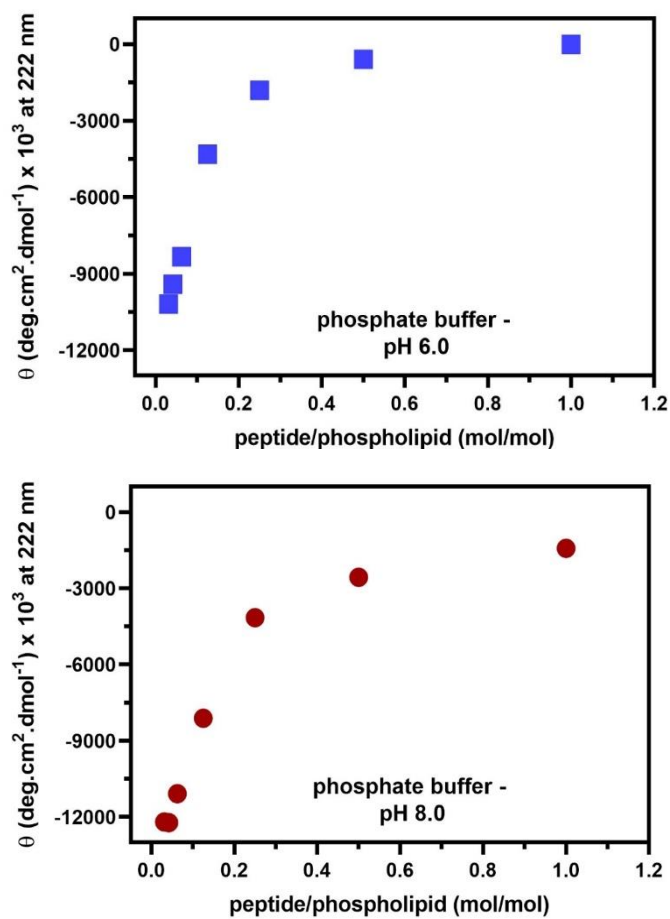 θ (deg.cm².dmol⁻¹) x 10³ at 222 nm
0
-3000
-6000
-9000
-12000
phosphate buffer -
pH 6.0
0.0 0.2 0.4 0.6 0.8 1.0 1.2
peptide/phospholipid (mol/mol)
θ (deg.cm².dmol⁻¹) x 10³ at 222 nm
0
-3000
-6000
-9000
-12000
phosphate buffer -
pH 8.0
0.0 0.2 0.4 0.6 0.8 1.0 1.2
peptide/phospholipid (mol/mol)